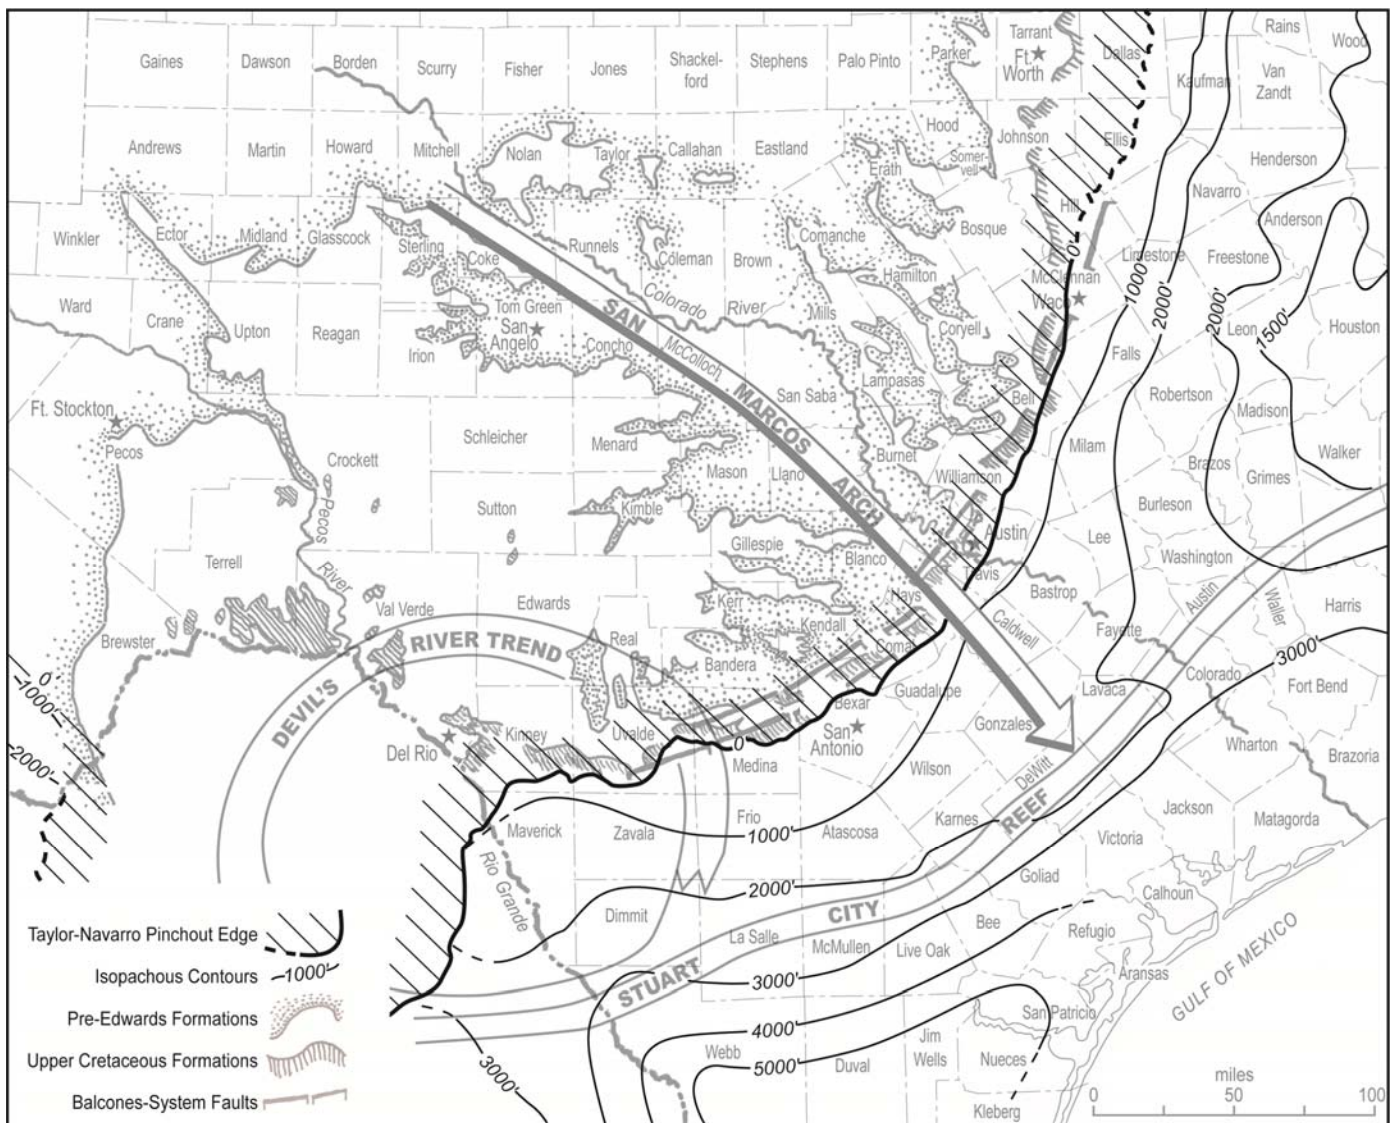 Gaines
Dawson
Borden
Scurry
Fisher
Jones
Shackel-
ford
Stephens
Palo Pinto
Parker
Tarrant
Ft.
Worth
Dallas
Kaufman
Rains
Van
Zandt
Wood
Andrews
Martin
Howard
Mitchell
Nolan
Taylor
Callahan
Eastland
Erath
Hood
Somer-
vell
Johnson
Ellis
Henderson
Navarro
Winkler
Ector
Midland
Glasscock
Sterling
Coke
Runnels
Coleman
Brown
Comanche
Hamilton
Bosque
Hill
0'
McClennan
Waco
Limestone
Freestone
Anderson
Ward
Crane
Upton
Reagan
Irion
Tom Green
San
Angelo
Concho
Colorado
River
McColloch
Mills
Coryell
Falls
1000'
2000'
2000'
Leon
1500'
Houston
SAN
MARCOS
ARCH
San Saba
Lampasas
Bell
Robertson
Madison
Ft. Stockton
Pecos
Crockett
Schleicher
Menard
Mason
Llano
Burnet
Williamson
Milam
Brazos
Grimes
Walker
Pecos
River
Sutton
Kimble
Gillespie
Blanco
Austin
Travis
Lee
Burleson
Washington
Terrell
Val Verde
Edwards
Real
Kerr
Kendall
Hays
Bastrop
Austin
Waller
Harris
Brewster
DEVIL'S
RIVER TREND
Bandera
Comal
Caldwell
Fayette
Colorado
3000'
Fort Bend
0'
1000'
2000'
Del Rio
Kinney
Uvalde
0'
Medina
Bexar
San
Antonio
Guadalupe
Gonzales
Lavaca
Wharton
Brazoria
Wilson
DeWitt
Maverick
Zavala
Frio
1000'
Atascosa
Karnes
REEF
Victoria
Jackson
Matagorda
Rio Grande
Dimmit
2000'
La Salle
CITY
McMullen
Live Oak
Bee
Goliad
Calhoun
Refugio
Aransas
GULF OF MEXICO
STUART
3000'
4000'
5000'
3000'
Webb
Duval
Jim
Wells
San Patricio
Nueces
Kleberg
Taylor-Navarro Pinchout Edge
Isopachous Contours
1000'
Pre-Edwards Formations
Upper Cretaceous Formations
Balcones-System Faults
miles
0 50 100